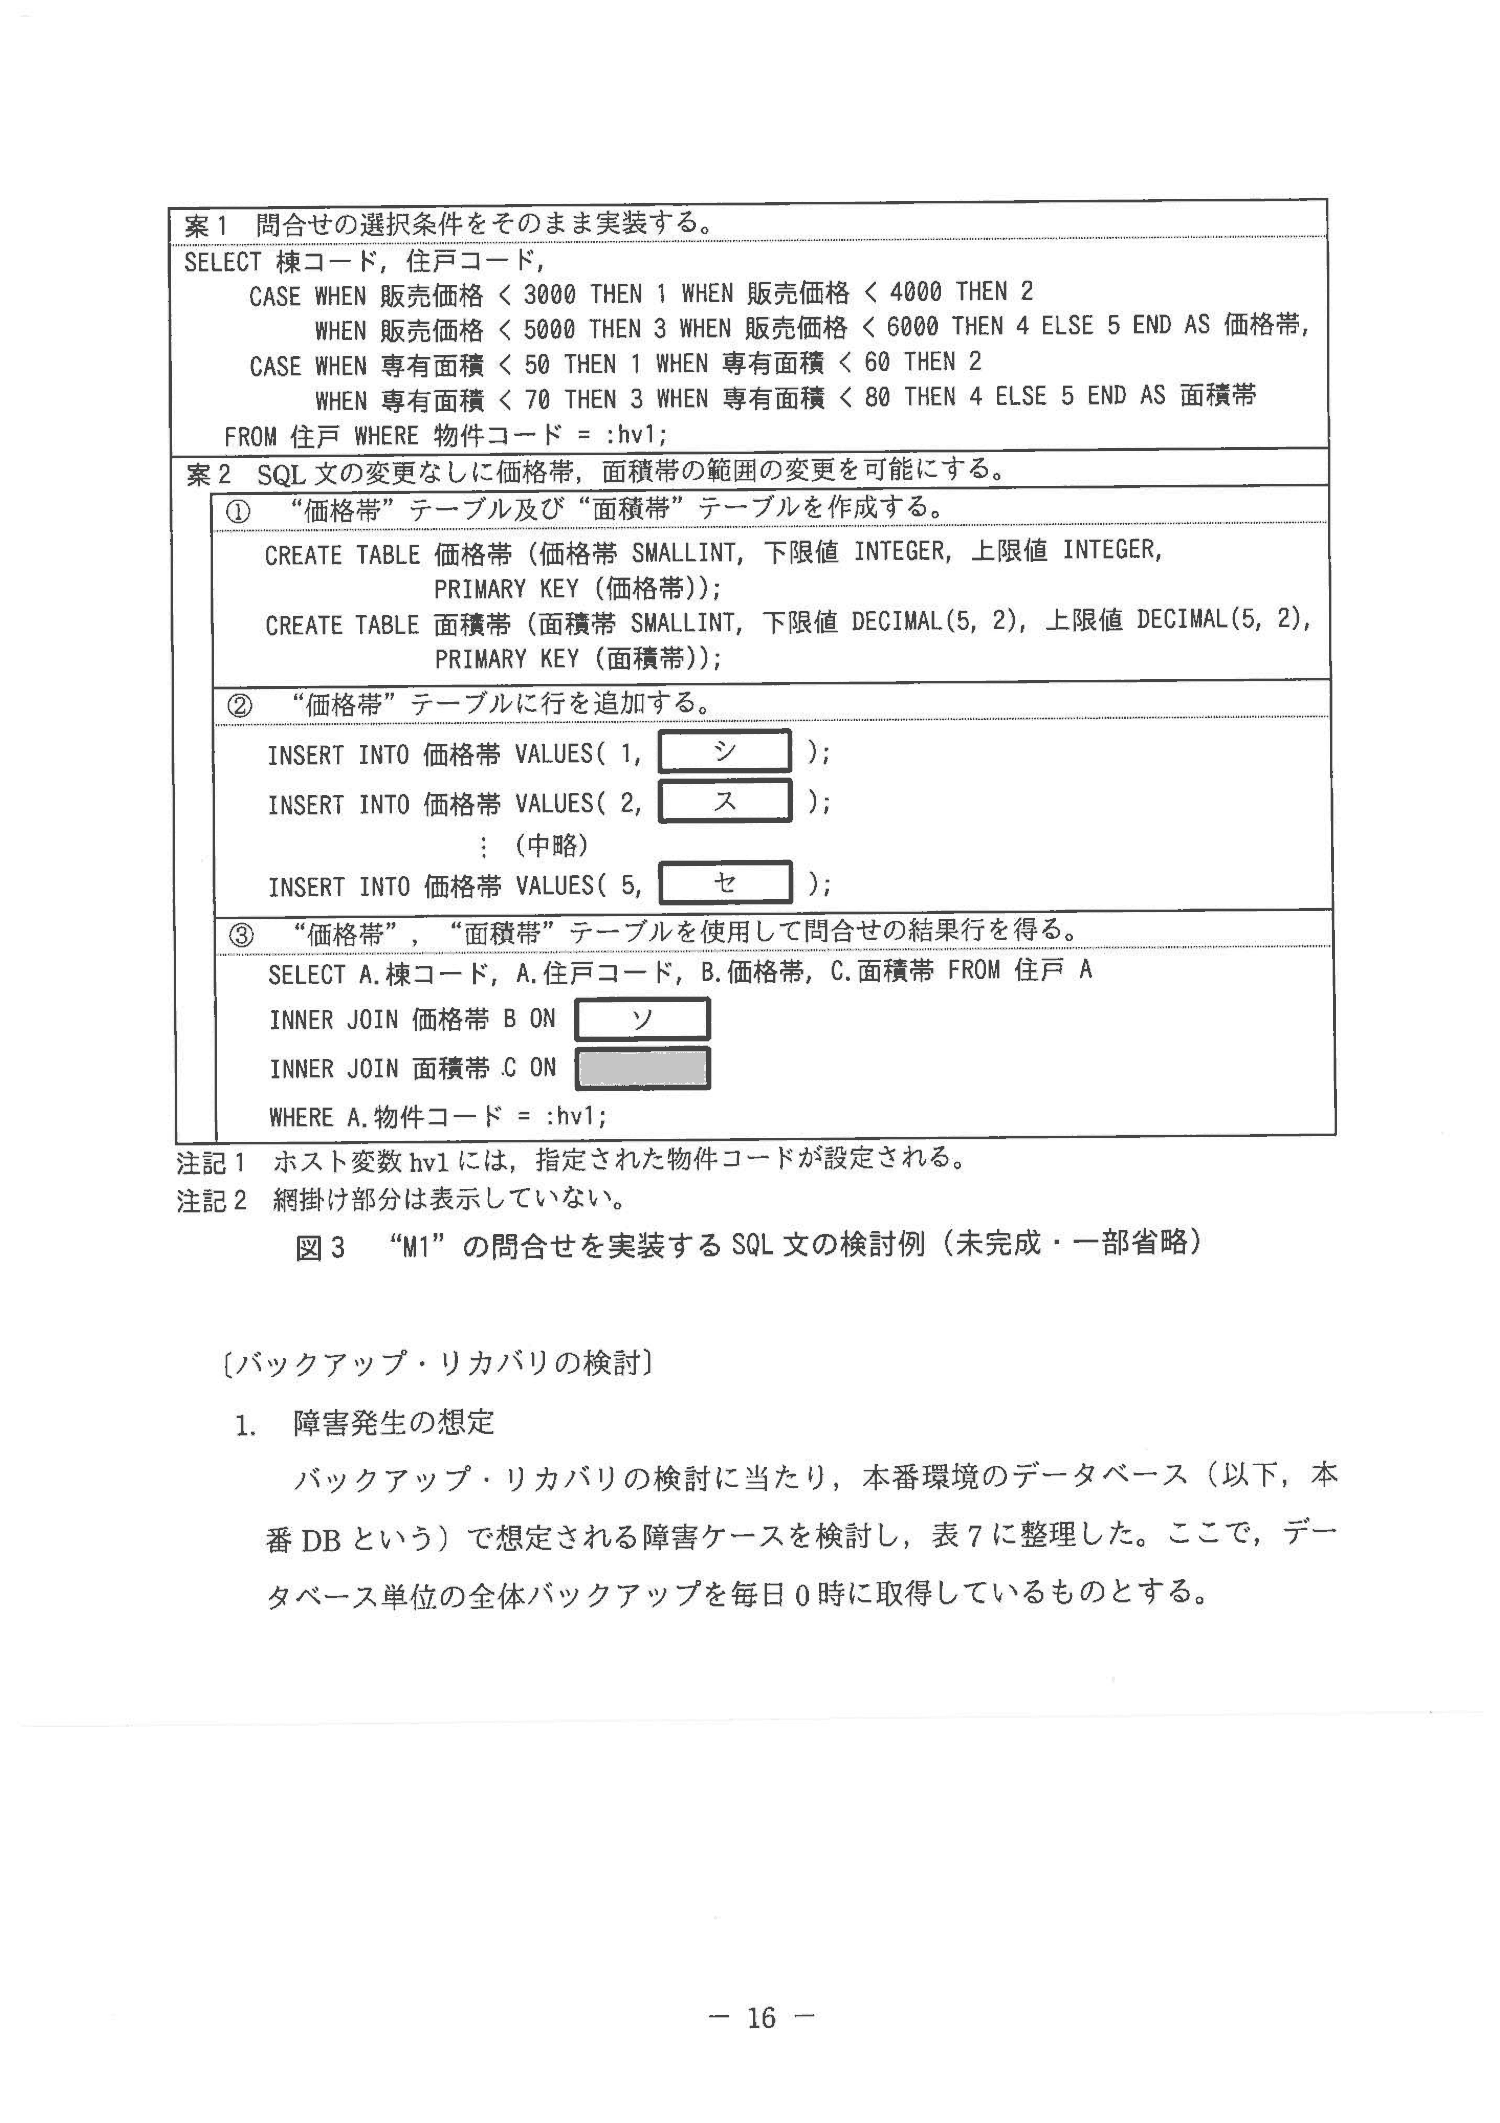 案1　問合せの選択条件をそのまま実装する。
SELECT 棟コード, 住戸コード,
CASE WHEN 販売価格 < 3000 THEN 1 WHEN 販売価格 < 4000 THEN 2
WHEN 販売価格 < 5000 THEN 3 WHEN 販売価格 < 6000 THEN 4 ELSE 5 END AS 価格帯,
CASE WHEN 専有面積 < 50 THEN 1 WHEN 専有面積 < 60 THEN 2
WHEN 専有面積 < 70 THEN 3 WHEN 専有面積 < 80 THEN 4 ELSE 5 END AS 面積帯
FROM 住戸 WHERE 物件コード = :hv1;
案2　SQL文の変更なしに価格帯, 面積帯の範囲の変更を可能にする。
①　“価格帯”テーブル及び“面積帯”テーブルを作成する。
CREATE TABLE 価格帯 (価格帯 SMALLINT, 下限値 INTEGER, 上限値 INTEGER,
PRIMARY KEY (価格帯));
CREATE TABLE 面積帯 (面積帯 SMALLINT, 下限値 DECIMAL(5, 2), 上限値 DECIMAL(5, 2),
PRIMARY KEY (面積帯));
②　“価格帯”テーブルに行を追加する。
INSERT INTO 価格帯 VALUES( 1, シ );
INSERT INTO 価格帯 VALUES( 2, ス );
：（中略）
INSERT INTO 価格帯 VALUES( 5, セ );
③　“価格帯”，“面積帯”テーブルを使用して問合せの結果行を得る。
SELECT A.棟コード, A.住戸コード, B.価格帯, C.面積帯 FROM 住戸 A
INNER JOIN 価格帯 B ON ソ
INNER JOIN 面積帯 C ON
WHERE A.物件コード = :hv1;
注記1　ホスト変数hv1には，指定された物件コードが設定される。
注記2　網掛け部分は表示していない。
図3　“M1”の問合せを実装するSQL文の検討例（未完成・一部省略）
〔バックアップ・リカバリの検討〕
1.　障害発生の想定
バックアップ・リカバリの検討に当たり，本番環境のデータベース（以下，本
番DBという）で想定される障害ケースを検討し，表7に整理した。ここで，デー
タベース単位の全体バックアップを毎日0時に取得しているものとする。
－ 16 －